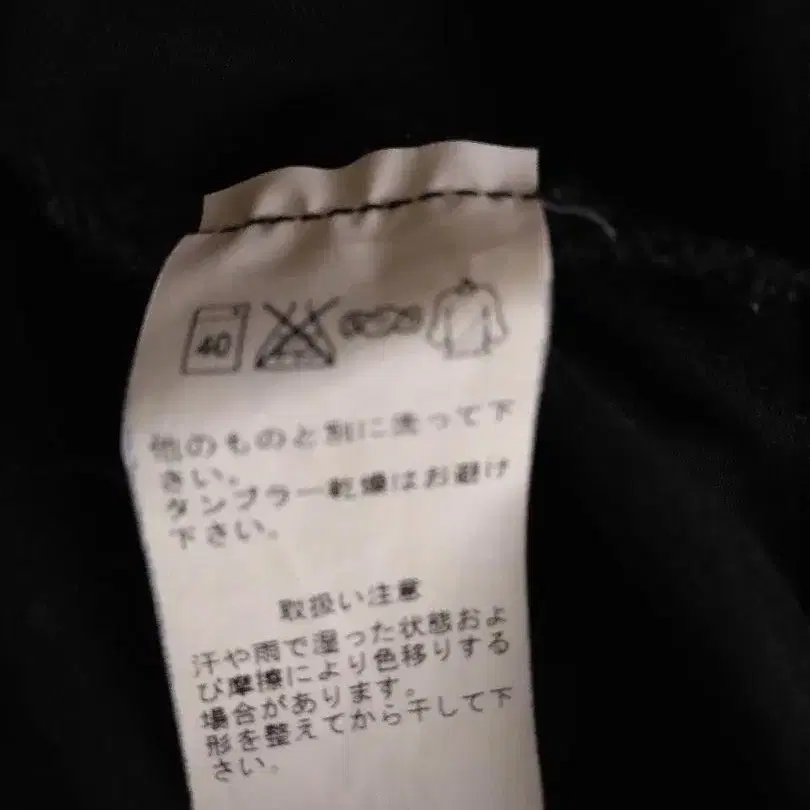 40
他のものと別に洗って下
さい。
タンブラー乾燥はお避け
下さい。
取扱い注意
汗や雨で湿った状態およ
び摩擦により色移りする
場合があります。
形を整えてから干して下
さい。